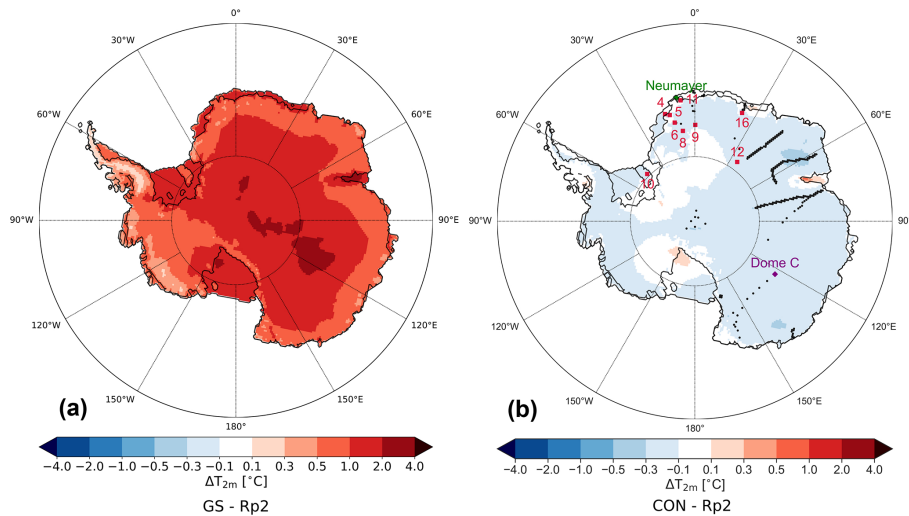 0°
30°W
30°E
60°W
60°E
90°W
90°E
120°W
120°E
150°W
150°E
180°
(a)
−4.0 −2.0 −1.0 −0.5 −0.3 −0.1 0.1 0.3 0.5 1.0 2.0 4.0
ΔT2m [°C]
GS - Rp2
0°
30°W
30°E
60°W
60°E
Neumayer
4
11
5
16
6
8
9
12
10
90°W
90°
Dome C
120°W
120°E
150°W
150°E
180°
(b)
−4.0 −2.0 −1.0 −0.5 −0.3 −0.1 0.1 0.3 0.5 1.0 2.0 4.0
ΔT2m [°C]
CON - Rp2